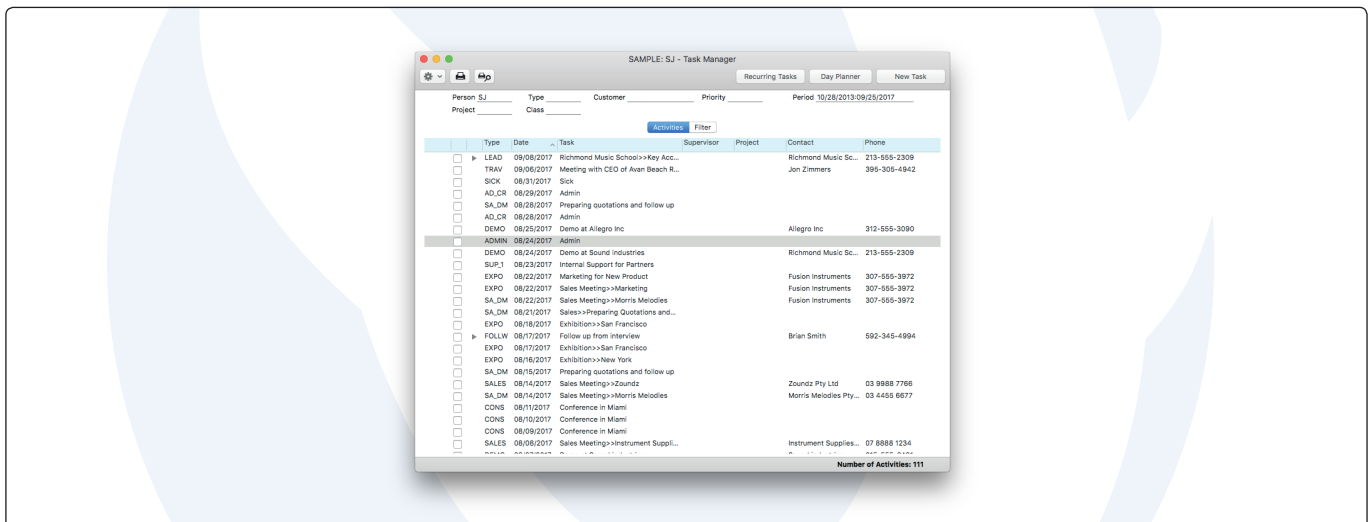 SAMPLE: SJ - Task Manager
Recurring Tasks Day Planner New Task
Person SJ Type Customer Priority Period 10/28/2013:09/25/2017
Project Class
Activities Filter
Type Date Task Supervisor Project Contact Phone
LEAD 09/08/2017 Richmond Music School>>Key Acc... Richmond Music Sc... 213-555-2309
TRAV 09/06/2017 Meeting with CEO of Avan Beach R... Jon Zimmers 395-305-4942
SICK 08/31/2017 Sick
AD_CR 08/29/2017 Admin
SA_DM 08/28/2017 Preparing quotations and follow up
AD_CR 08/28/2017 Admin
DEMO 08/25/2017 Demo at Allegro Inc Allegro Inc 312-555-3090
ADMIN 08/24/2017 Admin
DEMO 08/24/2017 Demo at Sound Industries Richmond Music Sc... 213-555-2309
SUP_1 08/23/2017 Internal Support for Partners
EXPO 08/22/2017 Marketing for New Product Fusion Instruments 307-555-3972
EXPO 08/22/2017 Sales Meeting>>Marketing Fusion Instruments 307-555-3972
SA_DM 08/22/2017 Sales Meeting>>Morris Melodies Fusion Instruments 307-555-3972
SA_DM 08/21/2017 Sales>>Preparing Quotations and...
EXPO 08/18/2017 Exhibition>>San Francisco
FOLLW 08/17/2017 Follow up from interview Brian Smith 592-345-4994
EXPO 08/17/2017 Exhibition>>San Francisco
EXPO 08/16/2017 Exhibition>>New York
SA_DM 08/15/2017 Preparing quotations and follow up
SALES 08/14/2017 Sales Meeting>>Zoundz Zoundz Pty Ltd 03 9988 7766
SA_DM 08/14/2017 Sales Meeting>>Morris Melodies Morris Melodies Pty... 03 4455 6677
CONS 08/11/2017 Conference in Miami
CONS 08/10/2017 Conference in Miami
CONS 08/09/2017 Conference in Miami
SALES 08/08/2017 Sales Meeting>>Instrument Suppli... Instrument Supplies... 07 8888 1234
Number of Activities: 111